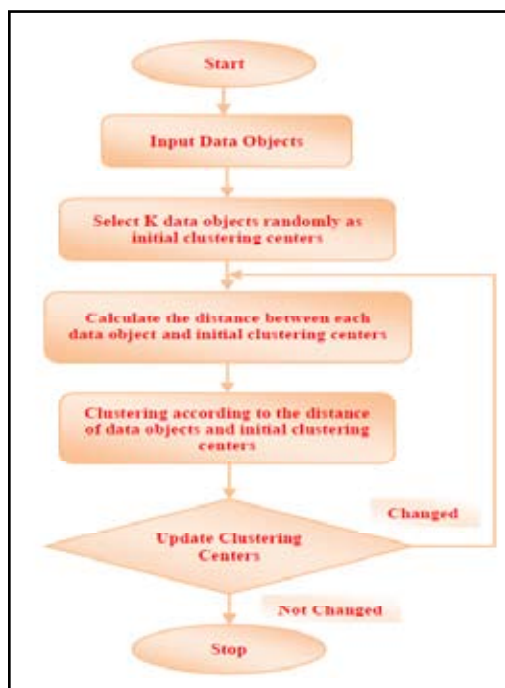 Start
Input Data Objects
Select K data objects randomly as
initial clustering centers
Calculate the distance between each
data object and initial clustering centers
Clustering according to the distance
of data objects and initial clustering
centers
Changed
Update Clustering
Centers
Not Changed
Stop